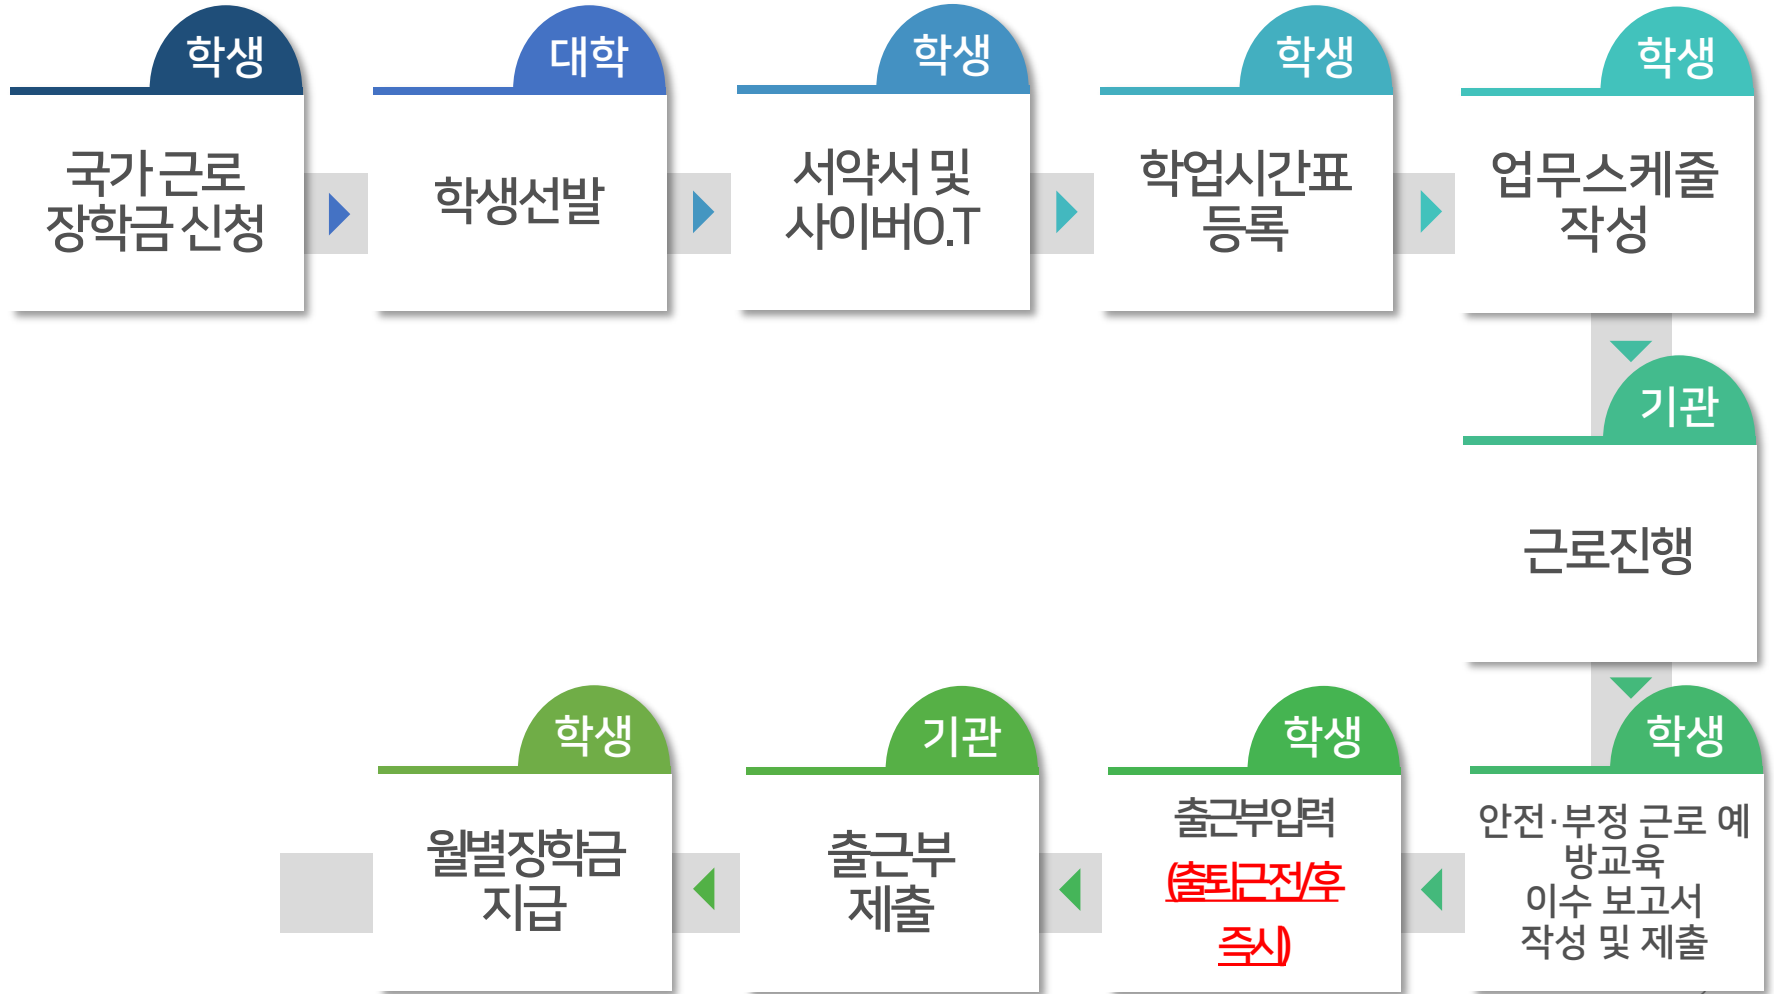 학생
국가 근로
장학금 신청
대학
학생선발
학생
서약서 및
사이버O.T
학생
학업시간표
등록
학생
업무스케줄
작성
기관
근로진행
학생
안전·부정 근로 예
방교육
이수 보고서
작성 및 제출
학생
출근부입력
(출퇴근전/후
즉시)
기관
출근부
제출
학생
월별장학금
지급